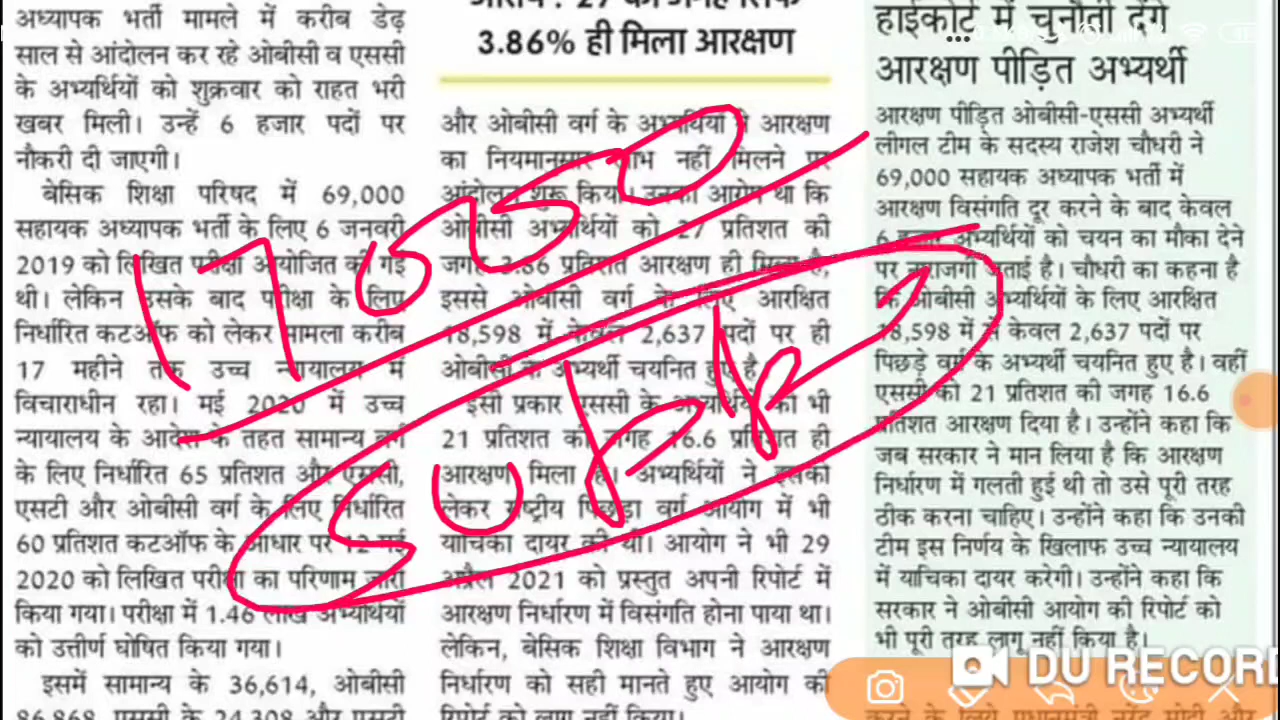 अध्यापक भर्ती मामले में करीब डेढ़
साल से आंदोलन कर रहे ओबीसी व एससी
के अभ्यर्थियों को शुक्रवार को राहत भरी
खबर मिली। उन्हें 6 हजार पदों पर
नौकरी दी जाएगी।
बेसिक शिक्षा परिषद में 69,000
सहायक अध्यापक भर्ती के लिए 6 जनवरी
2019 को लिखित परीक्षा आयोजित की गई
थी। लेकिन उसके बाद परीक्षा के लिए
निर्धारित कटऑफ को लेकर मामला करीब
17 महीने तक उच्च न्यायालय में
विचाराधीन रहा। मई 2020 में उच्च
न्यायालय के आदेश के तहत सामान्य वर्ग
के लिए निर्धारित 65 प्रतिशत और एससी,
एसटी और ओबीसी वर्ग के लिए निर्धारित
60 प्रतिशत कटऑफ के आधार पर 12 मई
2020 को लिखित परीक्षा का परिणाम जारी
किया गया। परीक्षा में 1.46 लाख अभ्यर्थियों
को उत्तीर्ण घोषित किया गया।
इसमें सामान्य के 36,614, ओबीसी
86,868, एससी के 24,308 और एसटी
3.86% ही मिला आरक्षण
और ओबीसी वर्ग के अभ्यर्थियों ने आरक्षण
का नियमानुसार लाभ नहीं मिलने पर
आंदोलन शुरू किया। उनका आरोप था कि
ओबीसी अभ्यर्थियों को 27 प्रतिशत की
जगह 3.86 प्रतिशत आरक्षण ही मिला है,
इससे ओबीसी वर्ग के लिए आरक्षित
18,598 में केवल 2,637 पदों पर ही
ओबीसी के अभ्यर्थी चयनित हुए है।
इसी प्रकार एससी के अभ्यर्थियों को भी
21 प्रतिशत की जगह 16.6 प्रतिशत ही
आरक्षण मिला है। अभ्यर्थियों ने इसको
लेकर राष्ट्रीय पिछड़ा वर्ग आयोग में भी
याचिका दायर की थी। आयोग ने भी 29
अप्रैल 2021 को प्रस्तुत अपनी रिपोर्ट में
आरक्षण निर्धारण में विसंगति होना पाया था।
लेकिन, बेसिक शिक्षा विभाग ने आरक्षण
निर्धारण को सही मानते हुए आयोग की
रिपोर्ट को लागू नहीं किया।
हाईकोर्ट में चुनौती देंगे
आरक्षण पीड़ित अभ्यर्थी
आरक्षण पीड़ित ओबीसी-एससी अभ्यर्थी
लीगल टीम के सदस्य राजेश चौधरी ने
69,000 सहायक अध्यापक भर्ती में
आरक्षण विसंगति दूर करने के बाद केवल
6 हजार अभ्यर्थियों को चयन का मौका देने
पर नाराजगी जताई है। चौधरी का कहना है
कि ओबीसी अभ्यर्थियों के लिए आरक्षित
18,598 में से केवल 2,637 पदों पर
पिछड़े वर्ग के अभ्यर्थी चयनित हुए है। वहीं
एससी को 21 प्रतिशत की जगह 16.6
प्रतिशत आरक्षण दिया है। उन्होंने कहा कि
जब सरकार ने मान लिया है कि आरक्षण
निर्धारण में गलती हुई थी तो उसे पूरी तरह
ठीक करना चाहिए। उन्होंने कहा कि उनकी
टीम इस निर्णय के खिलाफ उच्च न्यायालय
में याचिका दायर करेगी। उन्होंने कहा कि
सरकार ने ओबीसी आयोग की रिपोर्ट को
भी पूरी तरह लागू नहीं किया है।
17000
DU RECORD